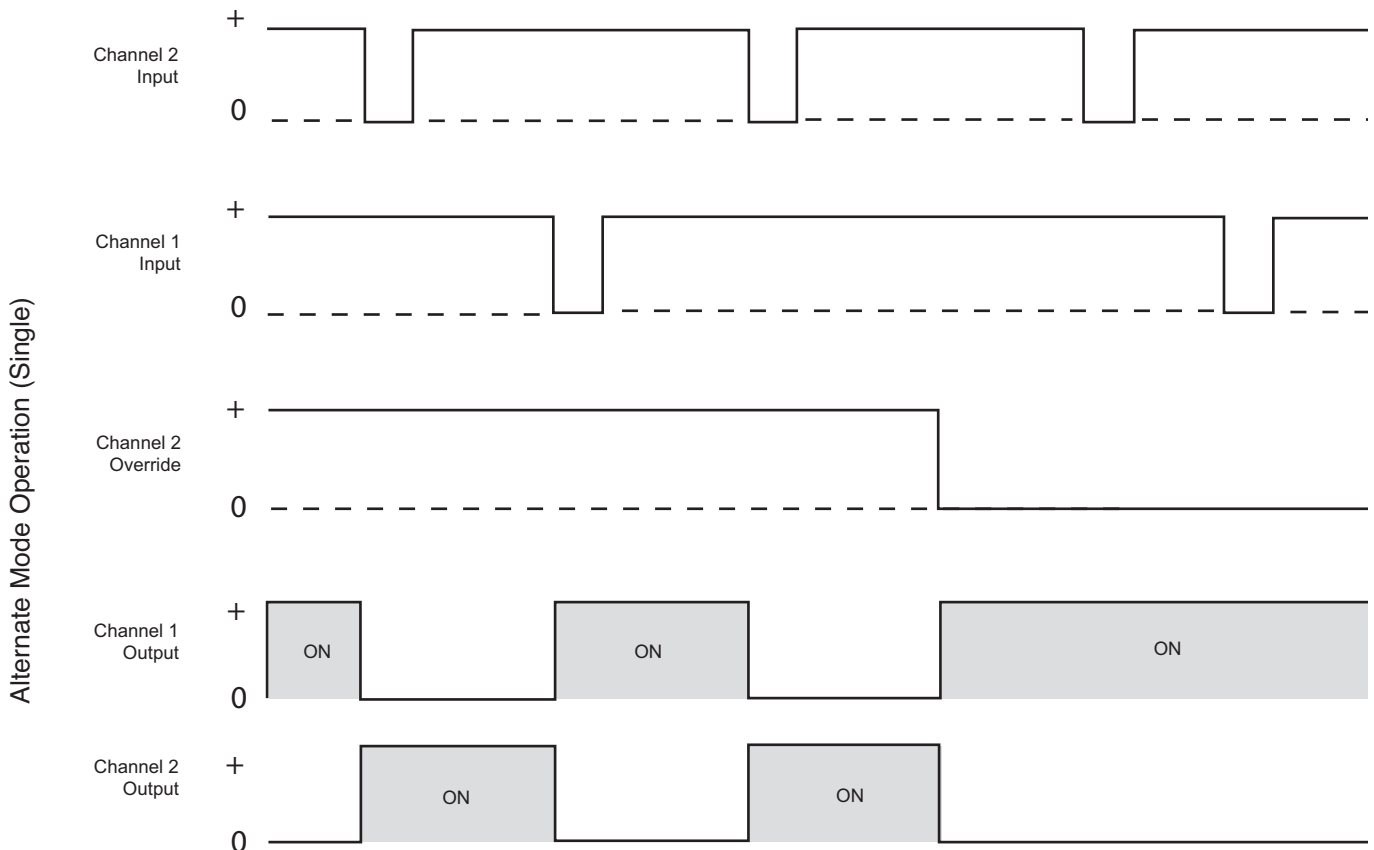 Alternate Mode Operation (Single)
+
Channel 2
Input
0
+
Channel 1
Input
0
+
Channel 2
Override
0
+
Channel 1
Output
ON
ON
ON
0
+
Channel 2
Output
ON
ON
0